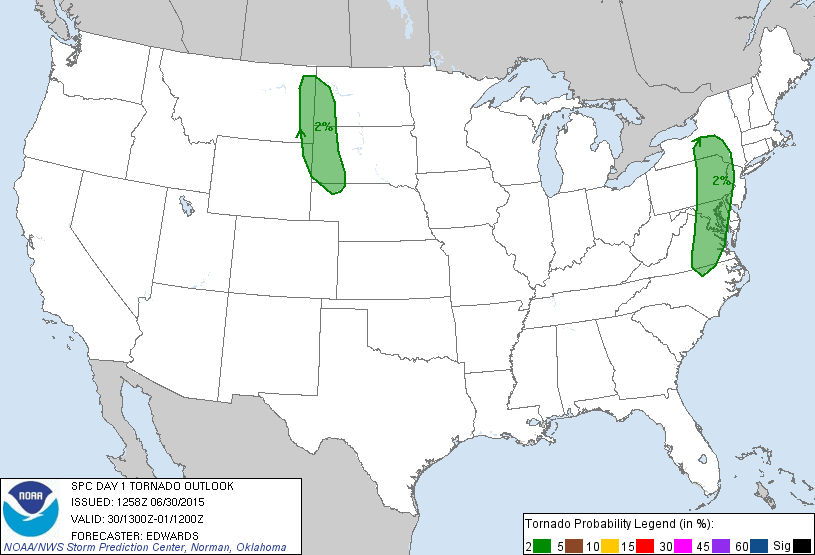 2%
2%
NOAA
SPC DAY 1 TORNADO OUTLOOK
ISSUED: 1258Z 06/30/2015
VALID: 30/1300Z-01/1200Z
FORECASTER: EDWARDS
NOAA/NWS Storm Prediction Center, Norman, Oklahoma
Tornado Probability Legend (in %):
2 5 10 15 30 45 60 Sig